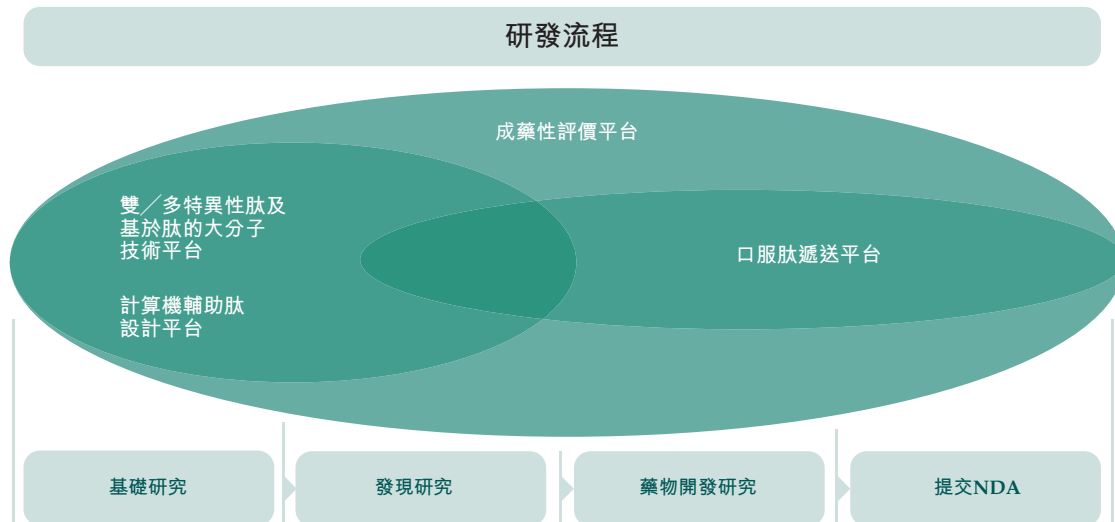 研發流程
成藥性評價平台
雙╱多特異性肽及
基於肽的大分子
技術平台
口服肽遞送平台
計算機輔助肽
設計平台
基礎研究
發現研究
藥物開發研究
提交NDA